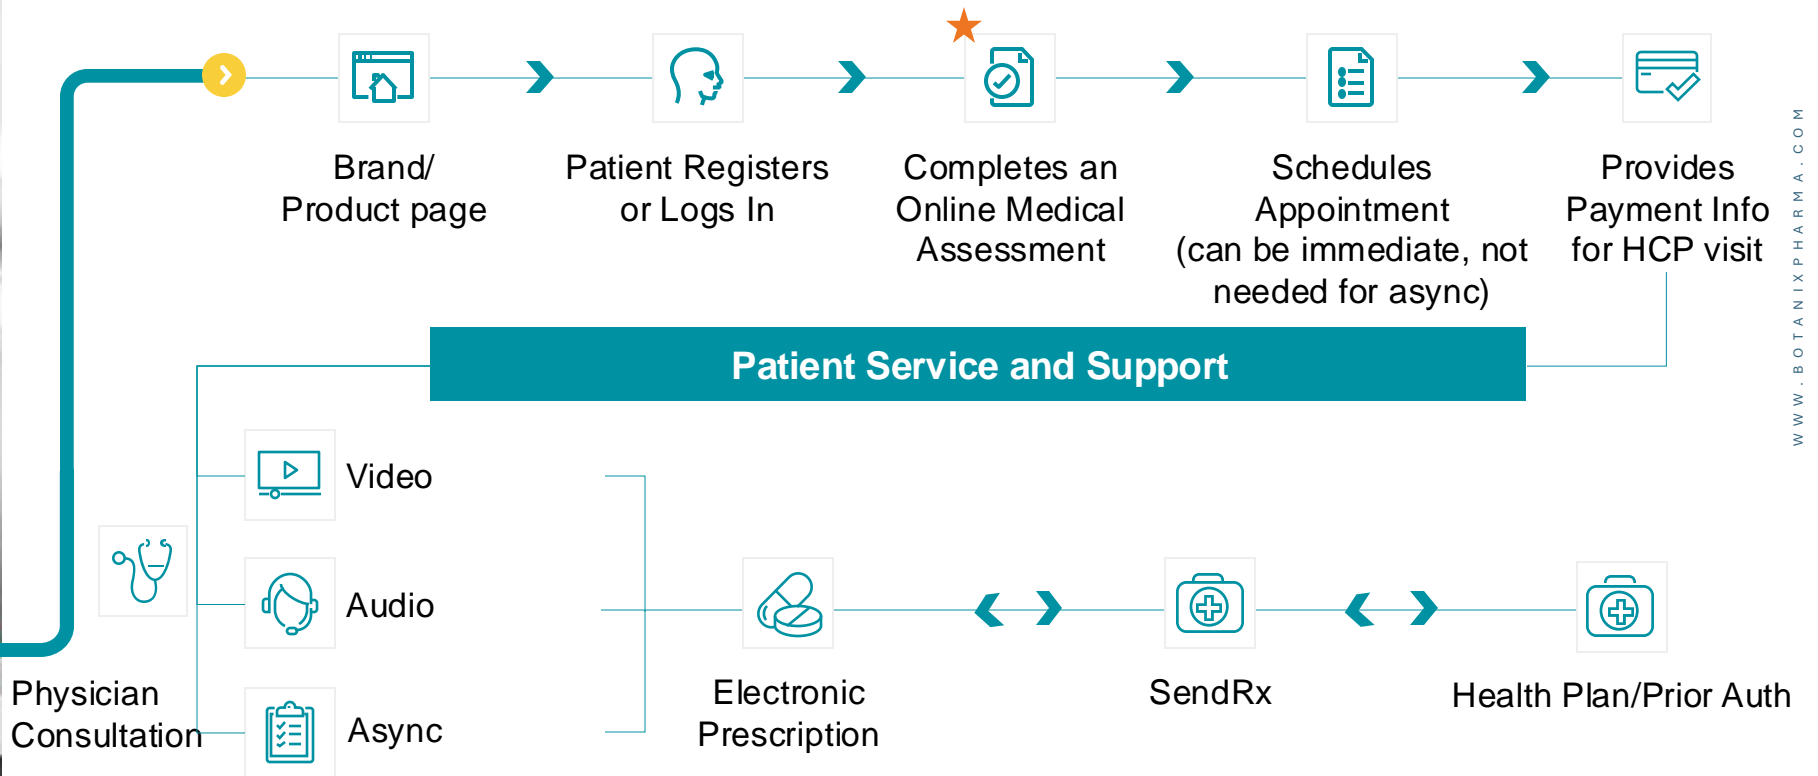 Brand/
Product page
Patient Registers
or Logs In
Completes an
Online Medical
Assessment
Schedules
Appointment
(can be immediate, not
needed for async)
Provides
Payment Info
for HCP visit
WWW.BOTANIXPHARMA.COM
Patient Service and Support
Video
Audio
Async
Physician
Consultation
Electronic
Prescription
SendRx
Health Plan/Prior Auth